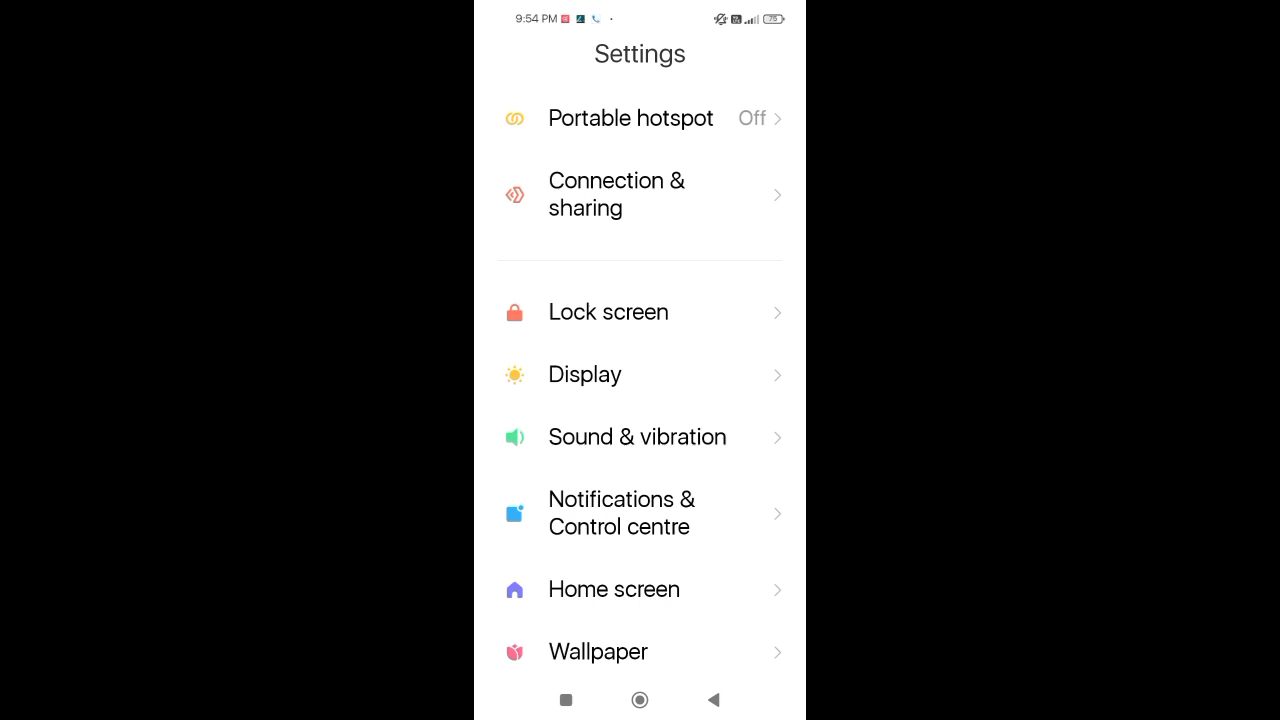 9:54 PM
75
Settings
Portable hotspot Off
Connection &
sharing
Lock screen
Display
Sound & vibration
Notifications &
Control centre
Home screen
Wallpaper